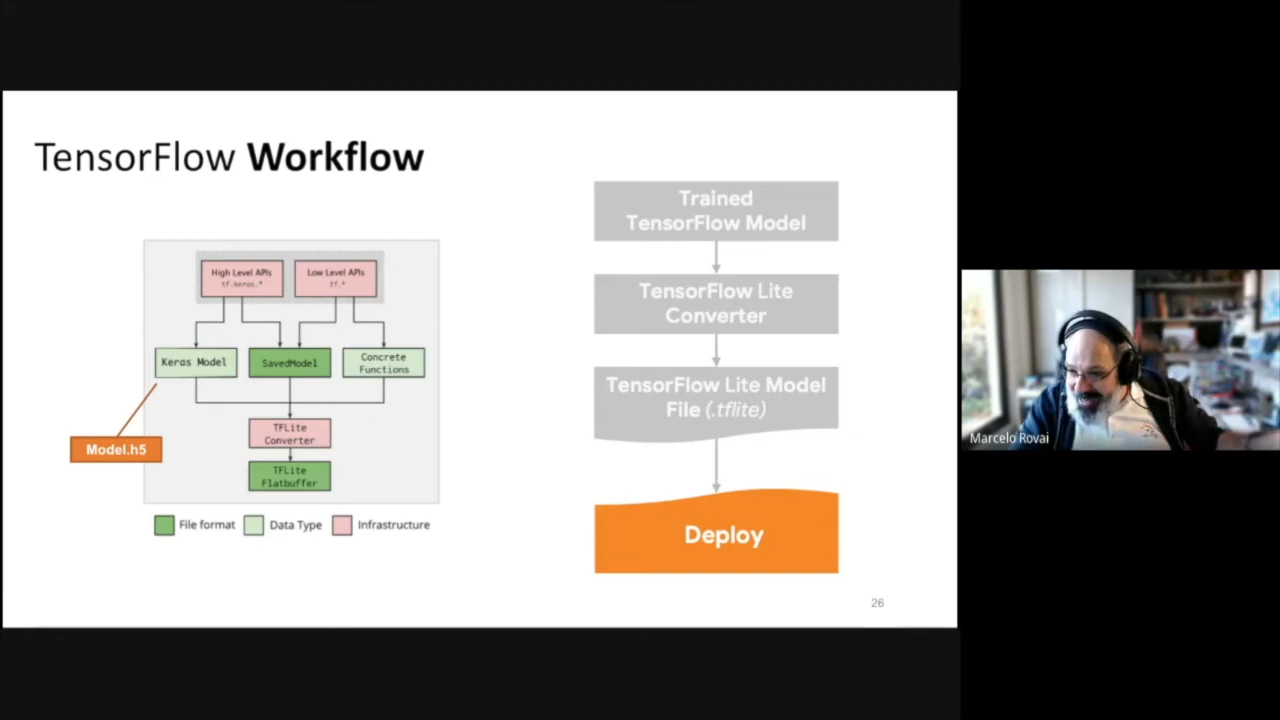 TensorFlow Workflow
High Level APIs
tf.keras.*
Low Level APIs
tf.*
Keras Model
SavedModel
Concrete
Functions
TFLite
Converter
TFLite
Flatbuffer
Model.h5
File format
Data Type
Infrastructure
Trained
TensorFlow Model
TensorFlow Lite
Converter
TensorFlow Lite Model
File (.tflite)
Deploy
26
Marcelo Rovai